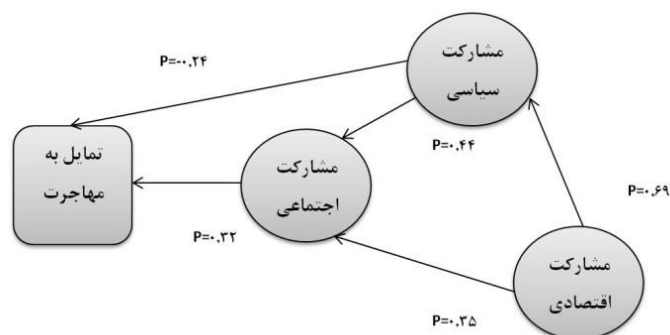 مشارکت
سیاسی
P=-۰.۲۴
تمایل به
مهاجرت
مشارکت
اجتماعی
P=۰.۴۴
P=۰.۳۲
مشارکت
اقتصادی
P=۰.۶۹
P=۰.۳۵